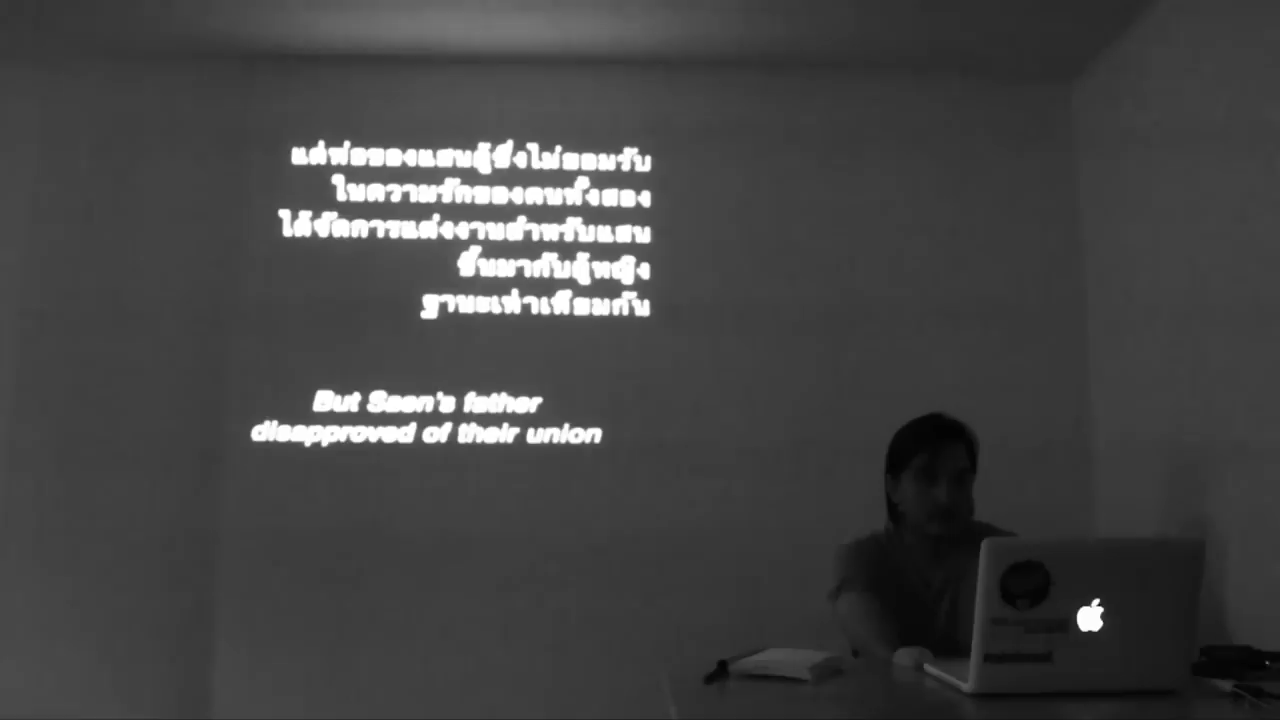 แต่พ่อของแสนผู้ซึ่งไม่ยอมรับ
ในความรักของคนทั้งสอง
ได้จัดการแต่งงานสำหรับแสน
ขึ้นมากับผู้หญิง
ฐานะเท่าเทียมกัน
But Saen's father
disapproved of their union